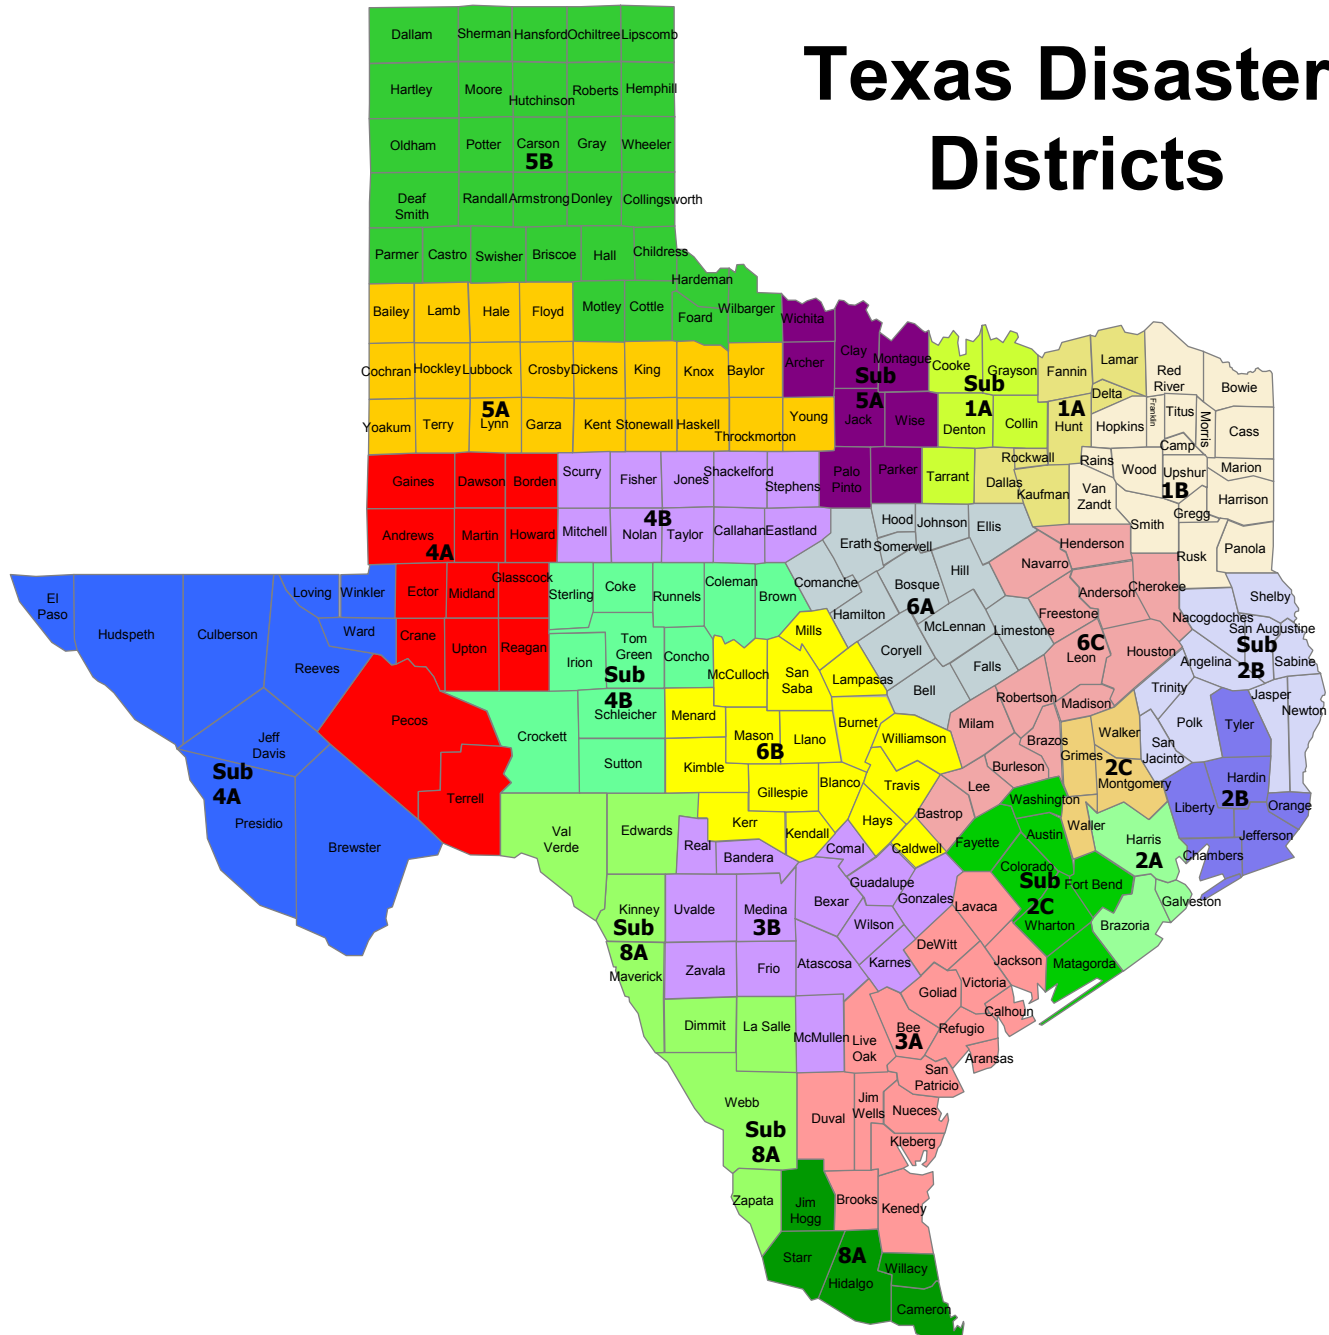 Texas Disaster
Districts
Dallam
Sherman
Hansford
Ochiltree
Lipscomb
Hartley
Moore
Hutchinson
Roberts
Hemphill
Oldham
Potter
Carson
Gray
Wheeler
5B
Deaf
Smith
Randall
Armstrong
Donley
Collingsworth
Parmer
Castro
Swisher
Briscoe
Hall
Childress
Hardeman
Motley
Cottle
Foard
Wilbarger
Bailey
Lamb
Hale
Floyd
Cochran
Hockley
Lubbock
Crosby
Dickens
King
Knox
Baylor
5A
Yoakum
Terry
Lynn
Garza
Kent
Stonewall
Haskell
Throckmorton
Young
Wichita
Archer
Clay
Montague
Sub
5A
Jack
Wise
Palo
Pinto
Parker
Cooke
Grayson
Sub
1A
Denton
Collin
Tarrant
Fannin
Lamar
Delta
1A
Hunt
Rockwall
Dallas
Kaufman
Red
River
Bowie
Franklin
Titus
Morris
Hopkins
Camp
Cass
Rains
Wood
Upshur
Marion
1B
Van
Zandt
Harrison
Gregg
Smith
Rusk
Panola
Gaines
Dawson
Borden
Andrews
4A
Martin
Howard
Ector
Midland
Glasscock
Crane
Upton
Reagan
Pecos
Terrell
Scurry
Fisher
Jones
Shackelford
Stephens
4B
Mitchell
Nolan
Taylor
Callahan
Eastland
Sterling
Coke
Runnels
Coleman
Brown
Irion
Tom
Green
Concho
Sub
4B
Schleicher
Crockett
Sutton
El
Paso
Hudspeth
Culberson
Loving
Winkler
Ward
Reeves
Jeff
Davis
Sub
4A
Presidio
Brewster
Hood
Johnson
Ellis
Erath
Somervell
Comanche
Bosque
6A
Hill
Hamilton
McLennan
Limestone
Coryell
Falls
Bell
Henderson
Navarro
Anderson
Cherokee
Freestone
6C
Leon
Houston
Robertson
Madison
Milam
Brazos
Burleson
Lee
Bastrop
Mills
McCulloch
San
Saba
Lampasas
Menard
Mason
Llano
Burnet
6B
Williamson
Kimble
Gillespie
Blanco
Travis
Kerr
Kendall
Hays
Caldwell
Shelby
Nacogdoches
San Augustine
Sub
2B
Sabine
Angelina
Trinity
Jasper
Newton
Polk
San
Jacinto
Tyler
Hardin
Liberty
2B
Orange
Jefferson
Chambers
Walker
Grimes
2C
Montgomery
Waller
Harris
2A
Galveston
Brazoria
Washington
Austin
Fayette
Colorado
Sub
2C
Fort Bend
Wharton
Matagorda
Val
Verde
Edwards
Kinney
Sub
8A
Maverick
Real
Bandera
Comal
Guadalupe
Gonzales
Uvalde
Medina
3B
Bexar
Wilson
Zavala
Frio
Atascosa
Karnes
McMullen
Dimmit
La Salle
Webb
Sub
8A
Zapata
Lavaca
DeWitt
Jackson
Victoria
Goliad
Calhoun
Bee
3A
Refugio
Live
Oak
Aransas
San
Patricio
Duval
Jim
Wells
Nueces
Kleberg
Brooks
Kenedy
Jim
Hogg
Starr
8A
Hidalgo
Willacy
Cameron